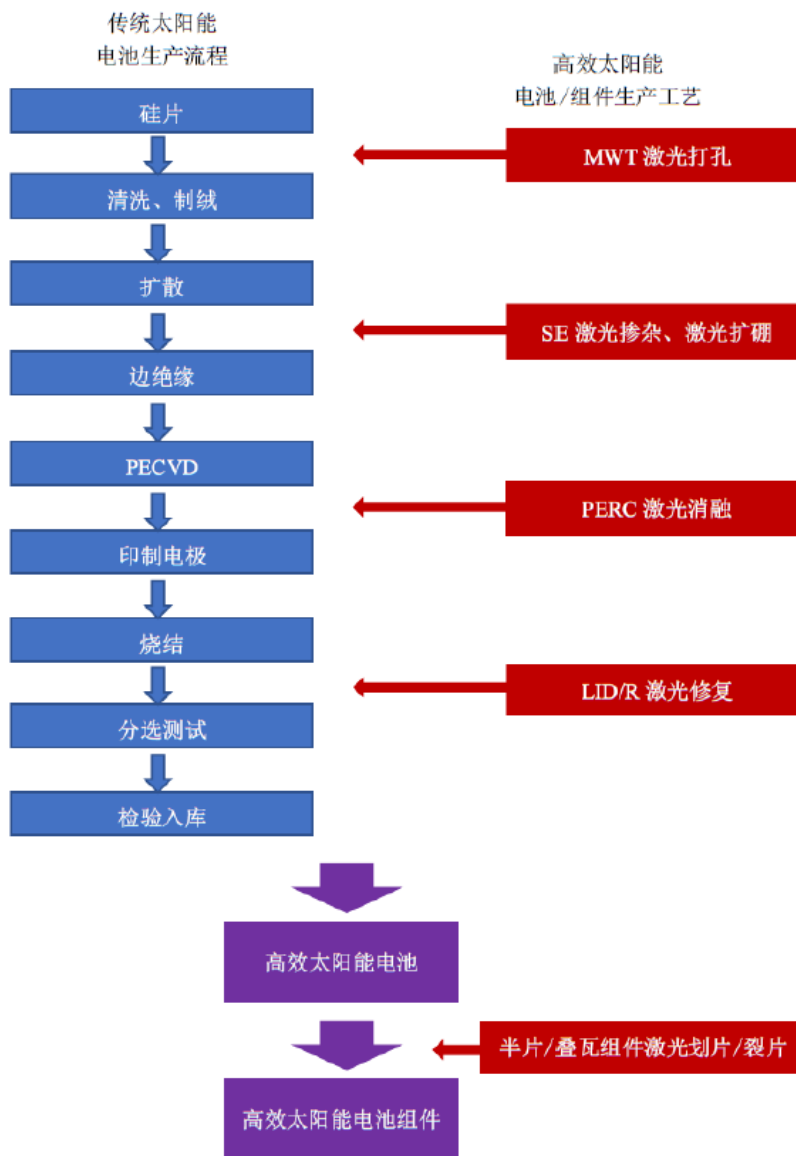 传统太阳能
电池生产流程
高效太阳能
电池/组件生产工艺
硅片
MWT 激光打孔
清洗、制绒
扩散
SE 激光掺杂、激光扩硼
边绝缘
PECVD
PERC 激光消融
印制电极
烧结
LID/R 激光修复
分选测试
检验入库
高效太阳能电池
半片/叠瓦组件激光划片/裂片
高效太阳能电池组件